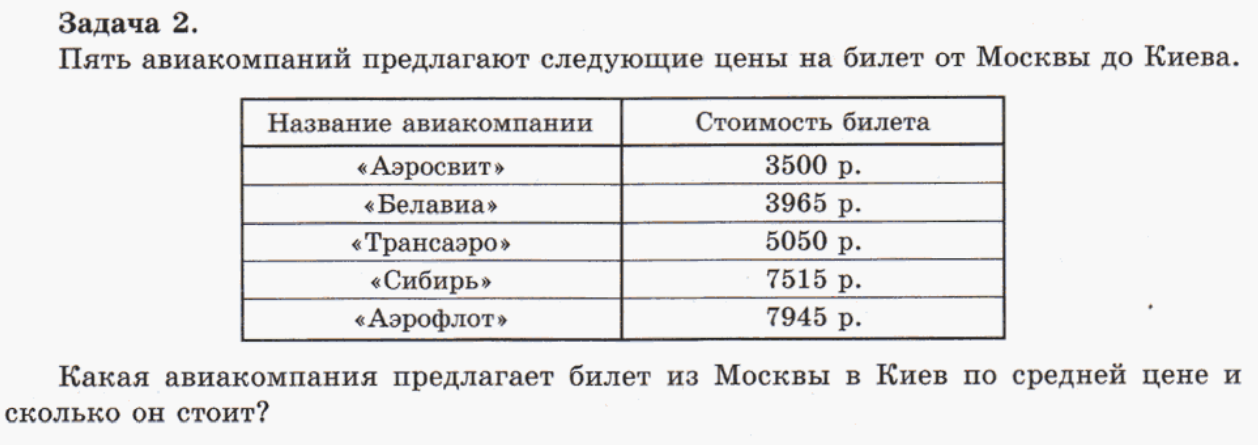 Задача 2.
Пять авиакомпаний предлагают следующие цены на билет от Москвы до Киева.
Название авиакомпании Стоимость билета
«Аэросвит» 3500 р.
«Белавиа» 3965 р.
«Трансаэро» 5050 р.
«Сибирь» 7515 р.
«Аэрофлот» 7945 р.
Какая авиакомпания предлагает билет из Москвы в Киев по средней цене и
сколько он стоит?